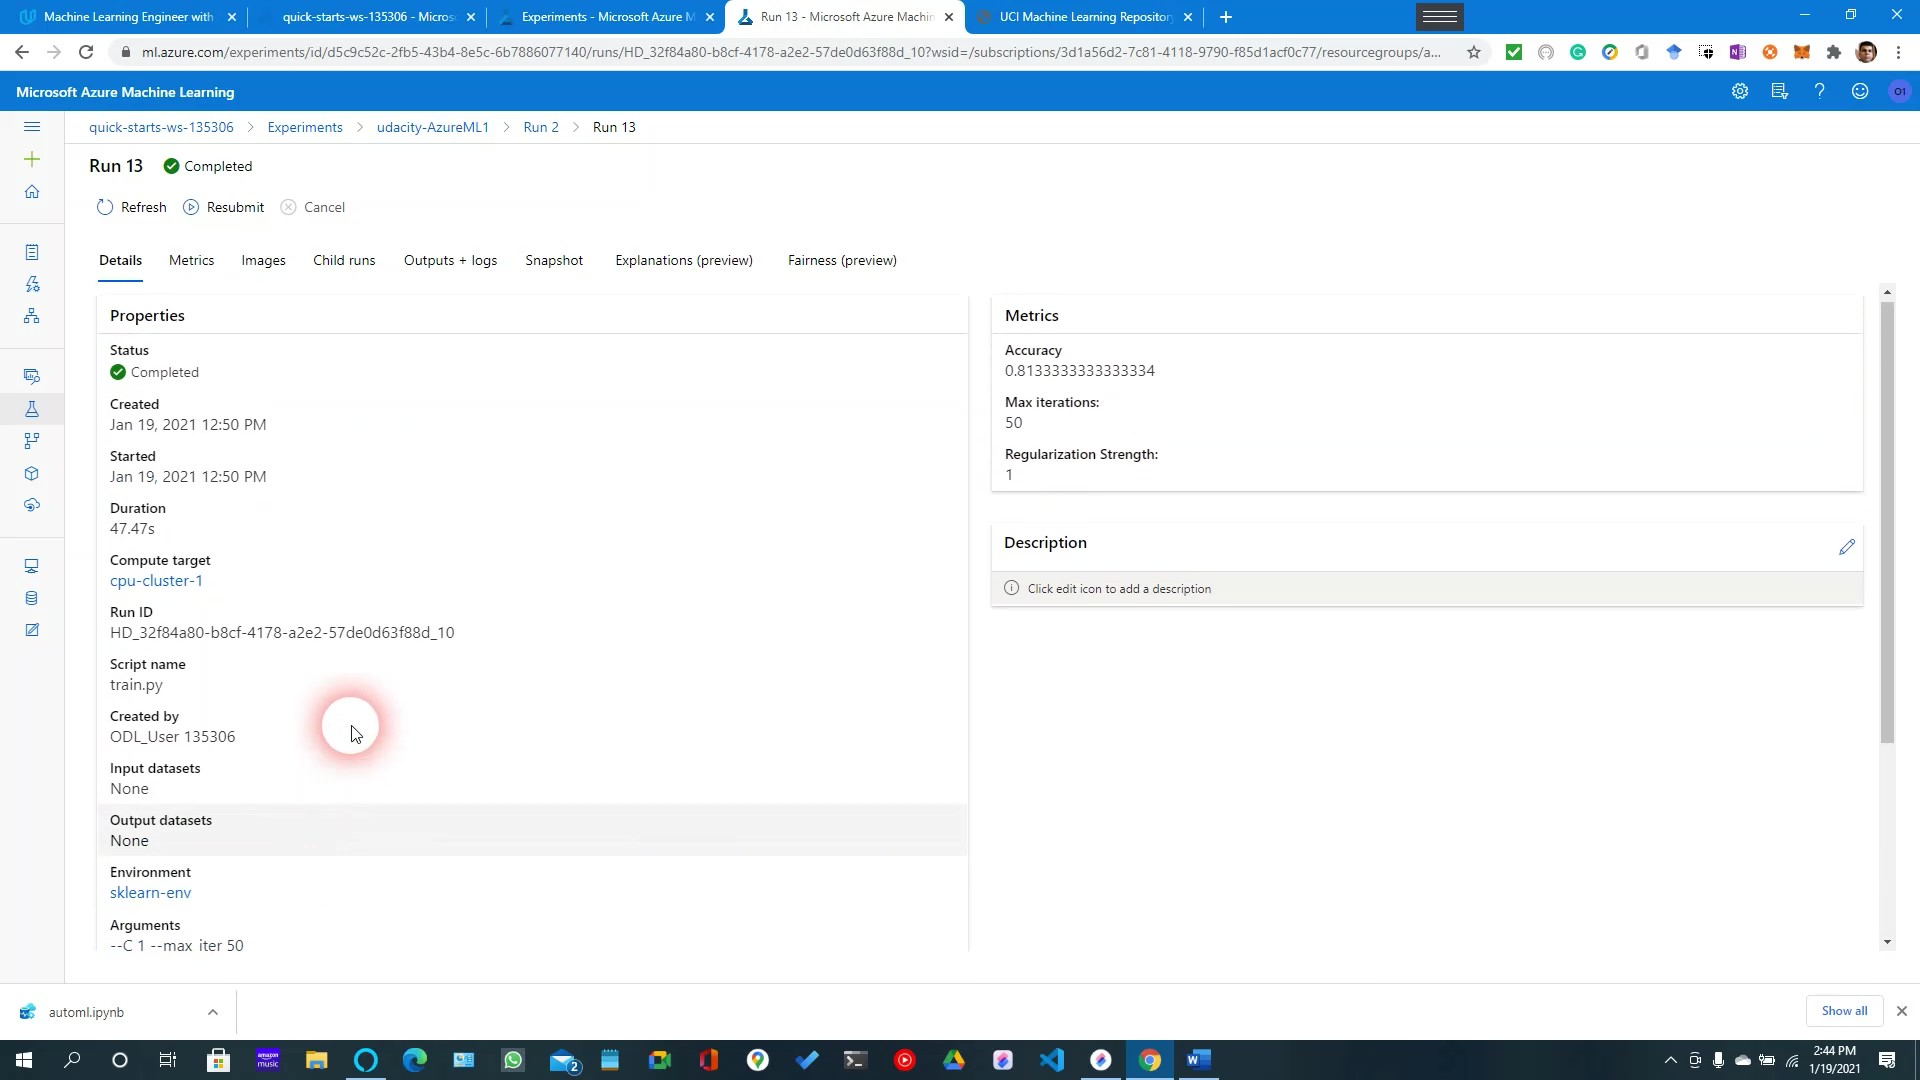 Machine Learning Engineer with
quick-starts-ws-135306 - Micros
Experiments - Microsoft Azure M
Run 13 - Microsoft Azure Machin
UCI Machine Learning Repository
ml.azure.com/experiments/id/d5c9c52c-2fb5-43b4-8e5c-6b7886077140/runs/HD_32f84a80-b8cf-4178-a2e2-57de0d63f88d_10?wsid=/subscriptions/3d1a56d2-7c81-4118-9790-f85d1acf0c77/resourcegroups/a...
Microsoft Azure Machine Learning
O1
quick-starts-ws-135306 > Experiments > udacity-AzureML1 > Run 2 > Run 13
Run 13 Completed
Refresh Resubmit Cancel
Details Metrics Images Child runs Outputs + logs Snapshot Explanations (preview) Fairness (preview)
Properties
Status
Completed
Created
Jan 19, 2021 12:50 PM
Started
Jan 19, 2021 12:50 PM
Duration
47.47s
Compute target
cpu-cluster-1
Run ID
HD_32f84a80-b8cf-4178-a2e2-57de0d63f88d_10
Script name
train.py
Created by
ODL_User 135306
Input datasets
None
Output datasets
None
Environment
sklearn-env
Arguments
--C 1 --max_iter 50
Metrics
Accuracy
0.8133333333333334
Max iterations:
50
Regularization Strength:
1
Description
Click edit icon to add a description
automl.ipynb
Show all
amazon music
2
2:44 PM
1/19/2021